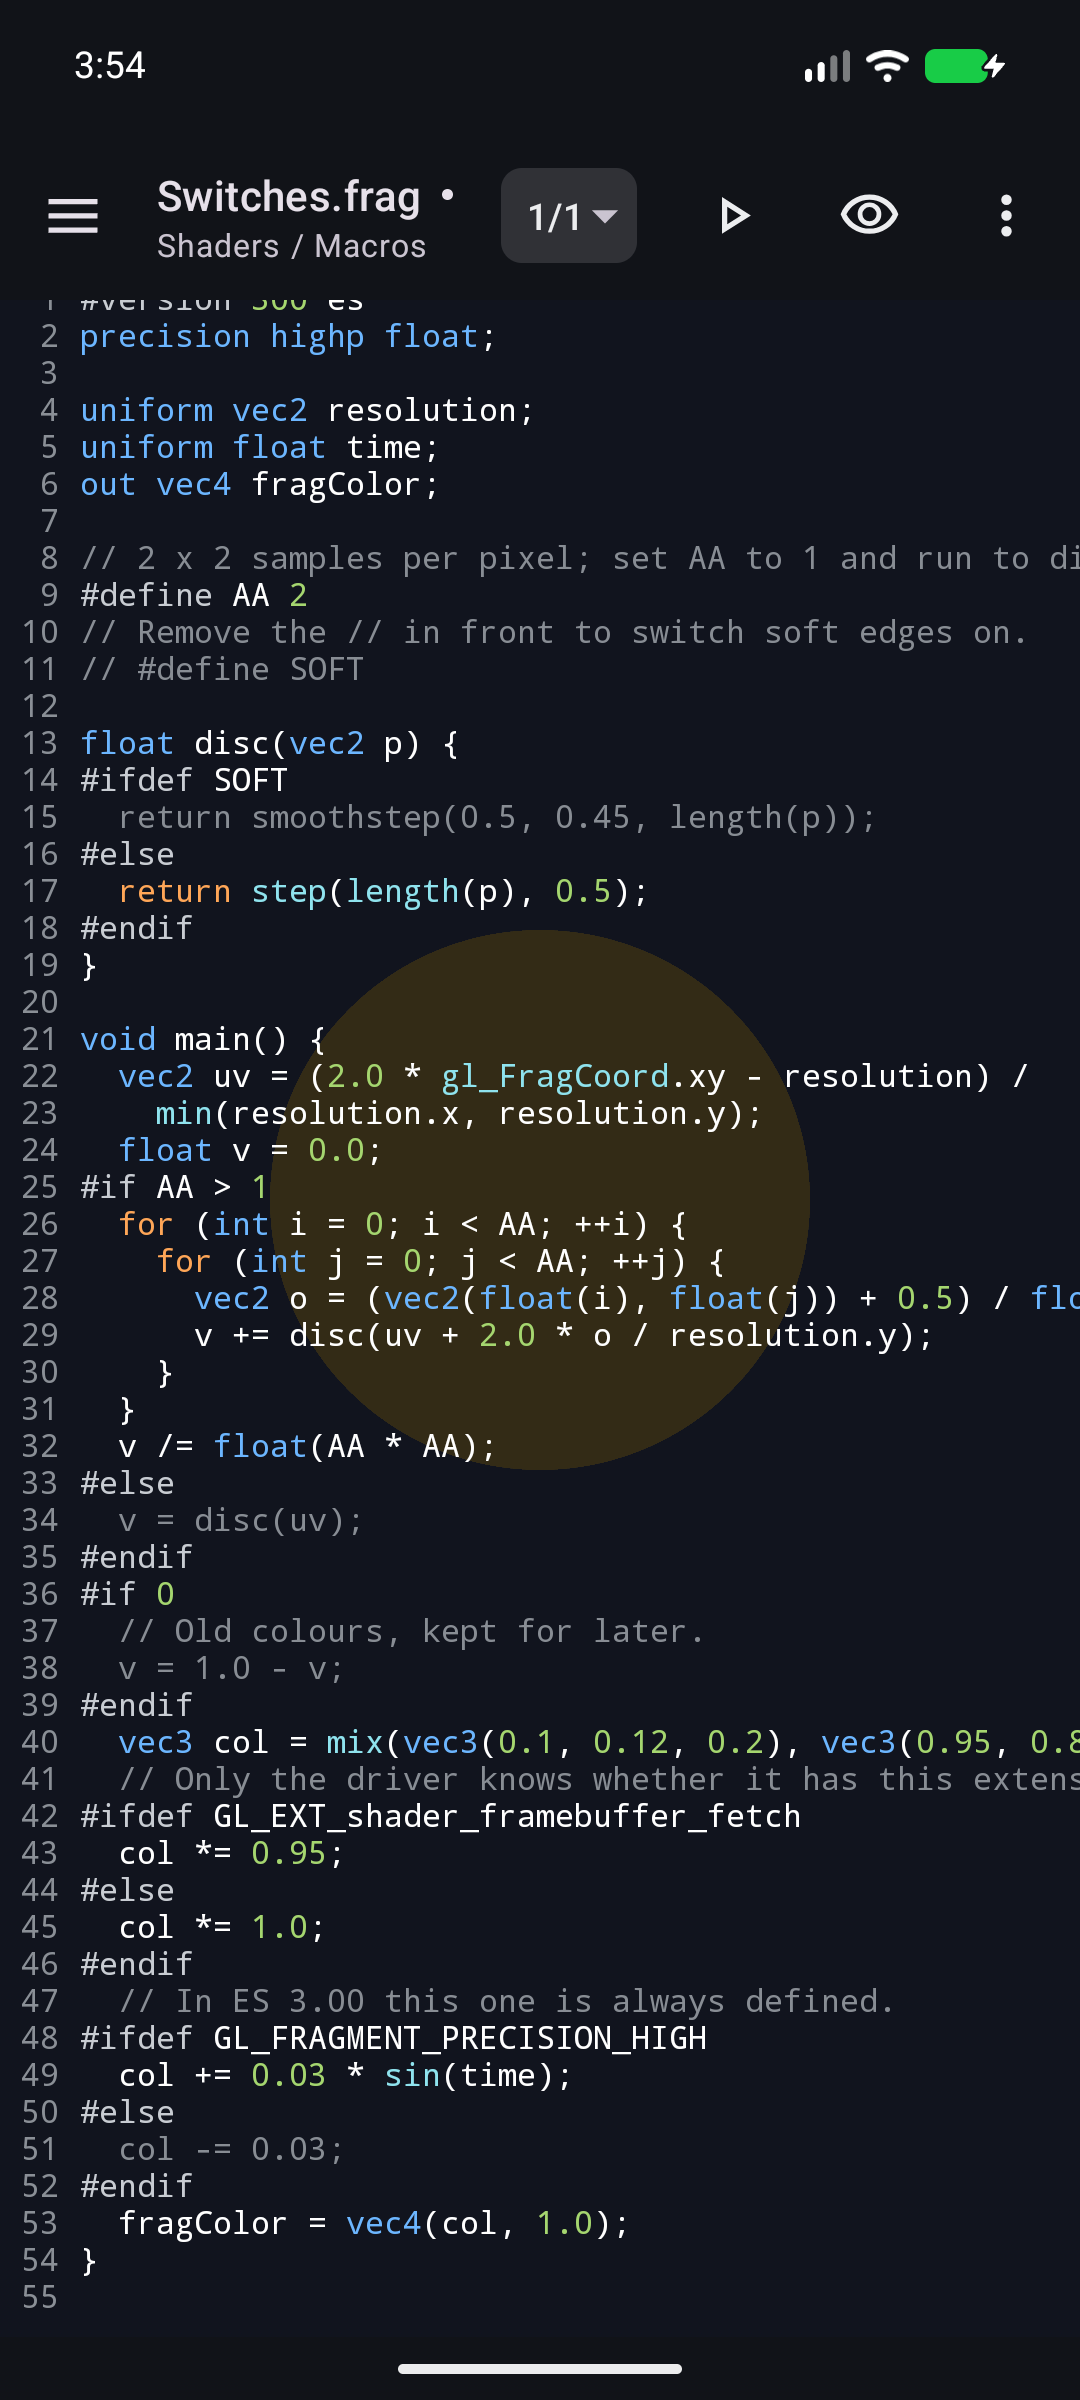 3:54
Switches.frag •
Shaders / Macros
1/1
1 #version 300 es
2 precision highp float;
3
4 uniform vec2 resolution;
5 uniform float time;
6 out vec4 fragColor;
7
8 // 2 x 2 samples per pixel; set AA to 1 and run to di
9 #define AA 2
10 // Remove the // in front to switch soft edges on.
11 // #define SOFT
12
13 float disc(vec2 p) {
14 #ifdef SOFT
15   return smoothstep(0.5, 0.45, length(p));
16 #else
17   return step(length(p), 0.5);
18 #endif
19 }
20
21 void main() {
22   vec2 uv = (2.0 * gl_FragCoord.xy - resolution) /
23     min(resolution.x, resolution.y);
24   float v = 0.0;
25 #if AA > 1
26   for (int i = 0; i < AA; ++i) {
27     for (int j = 0; j < AA; ++j) {
28       vec2 o = (vec2(float(i), float(j)) + 0.5) / flo
29       v += disc(uv + 2.0 * o / resolution.y);
30     }
31   }
32   v /= float(AA * AA);
33 #else
34   v = disc(uv);
35 #endif
36 #if 0
37   // Old colours, kept for later.
38   v = 1.0 - v;
39 #endif
40   vec3 col = mix(vec3(0.1, 0.12, 0.2), vec3(0.95, 0.8
41   // Only the driver knows whether it has this extens
42 #ifdef GL_EXT_shader_framebuffer_fetch
43   col *= 0.95;
44 #else
45   col *= 1.0;
46 #endif
47   // In ES 3.00 this one is always defined.
48 #ifdef GL_FRAGMENT_PRECISION_HIGH
49   col += 0.03 * sin(time);
50 #else
51   col -= 0.03;
52 #endif
53   fragColor = vec4(col, 1.0);
54 }
55